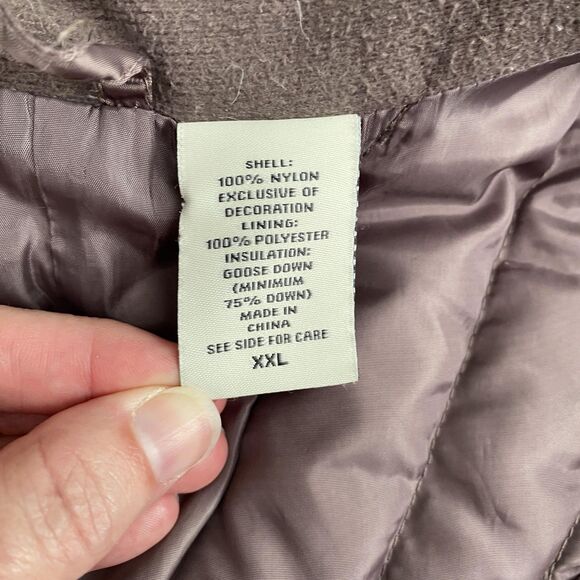 SHELL:
100% NYLON
EXCLUSIVE OF
DECORATION
LINING:
100% POLYESTER
INSULATION:
GOOSE DOWN
(MINIMUM
75% DOWN)
MADE IN
CHINA
SEE SIDE FOR CARE
XXL